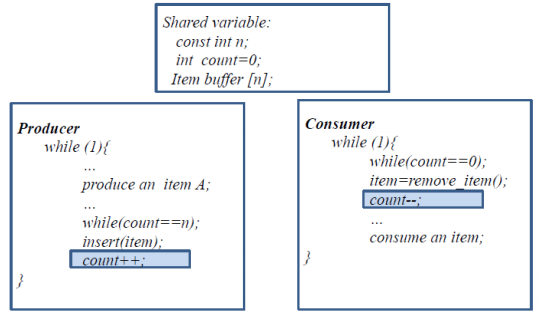 Shared variable:
const int n;
int count=0;
Item buffer [n];
Producer
while (1){
...
produce an item A;
...
while(count==n);
insert(item);
count++;
}
Consumer
while (1){
while(count==0);
item=remove_item();
count--;
...
consume an item;
}